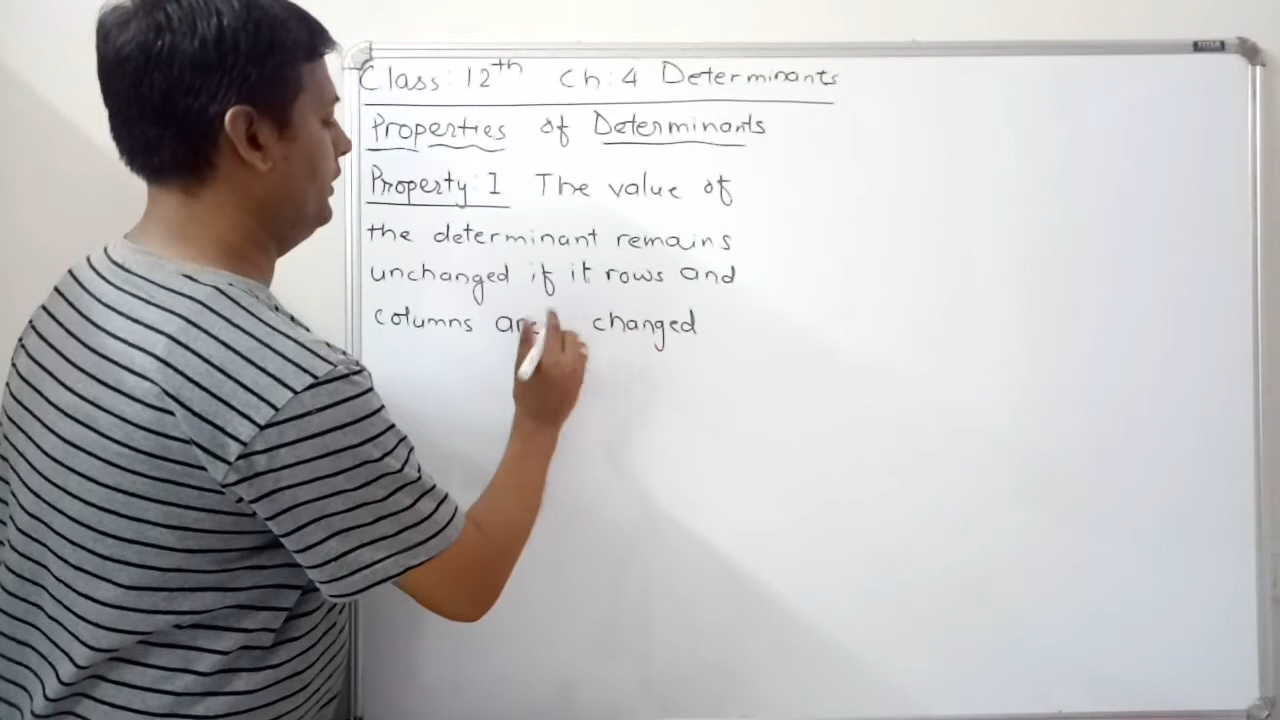 Class: 12th Ch: 4 Determinants
Properties of Determinants
Property: 1 The value of
the determinant remains
unchanged if it rows and
columns are changed